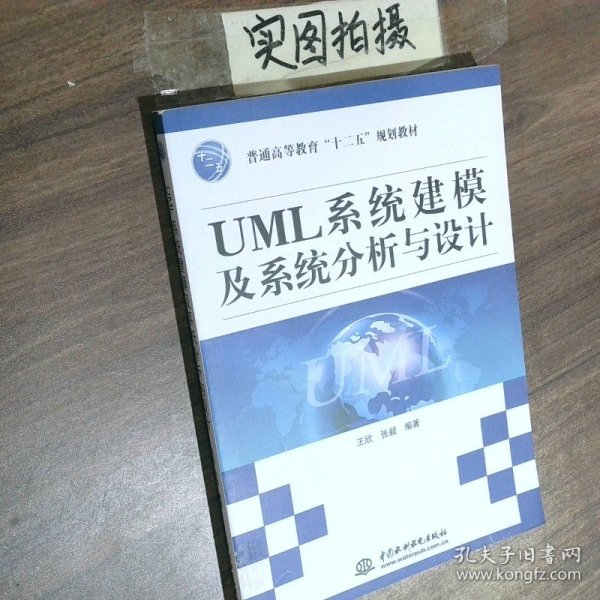 实图拍摄
十二五
普通高等教育“十二五”规划教材
UML系统建模
及系统分析与设计
UML
王欣 张毅 编著
中国水利水电出版社
www.waterpub.com.cn
孔夫子旧书网
www.kongfz.com